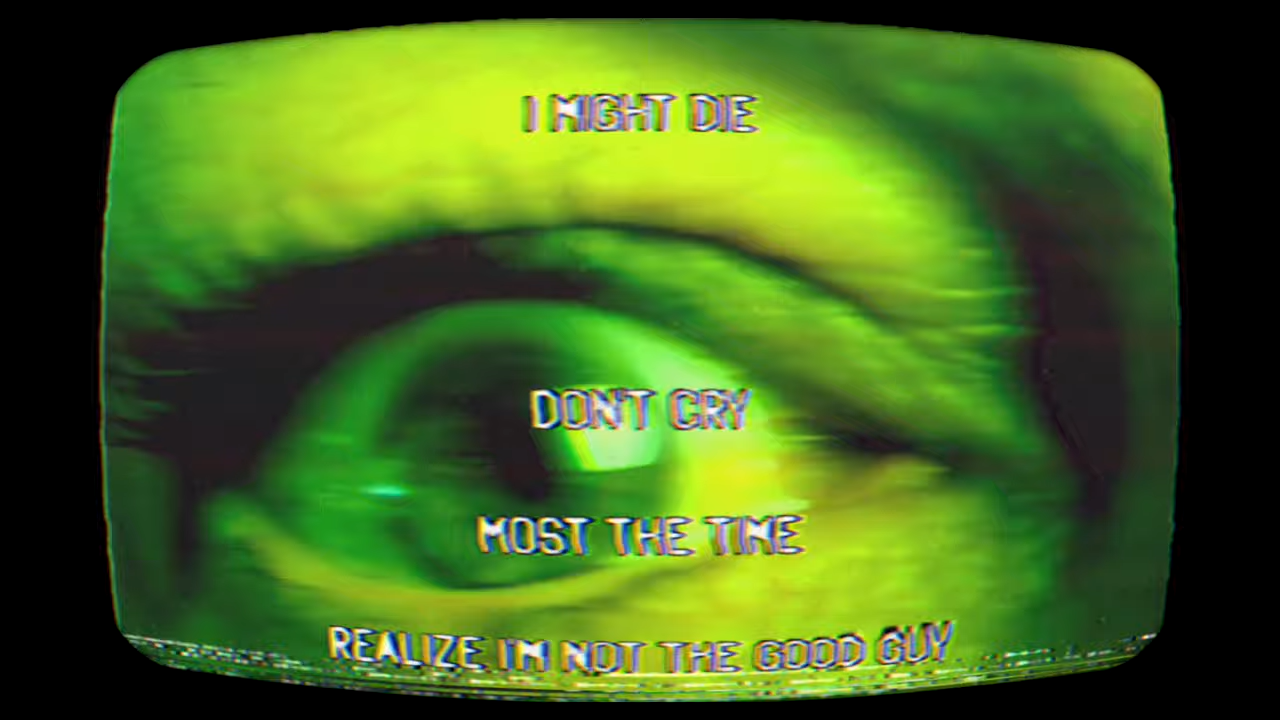 I MIGHT DIE
DON'T CRY
MOST THE TIME
REALIZE I'M NOT THE GOOD GUY